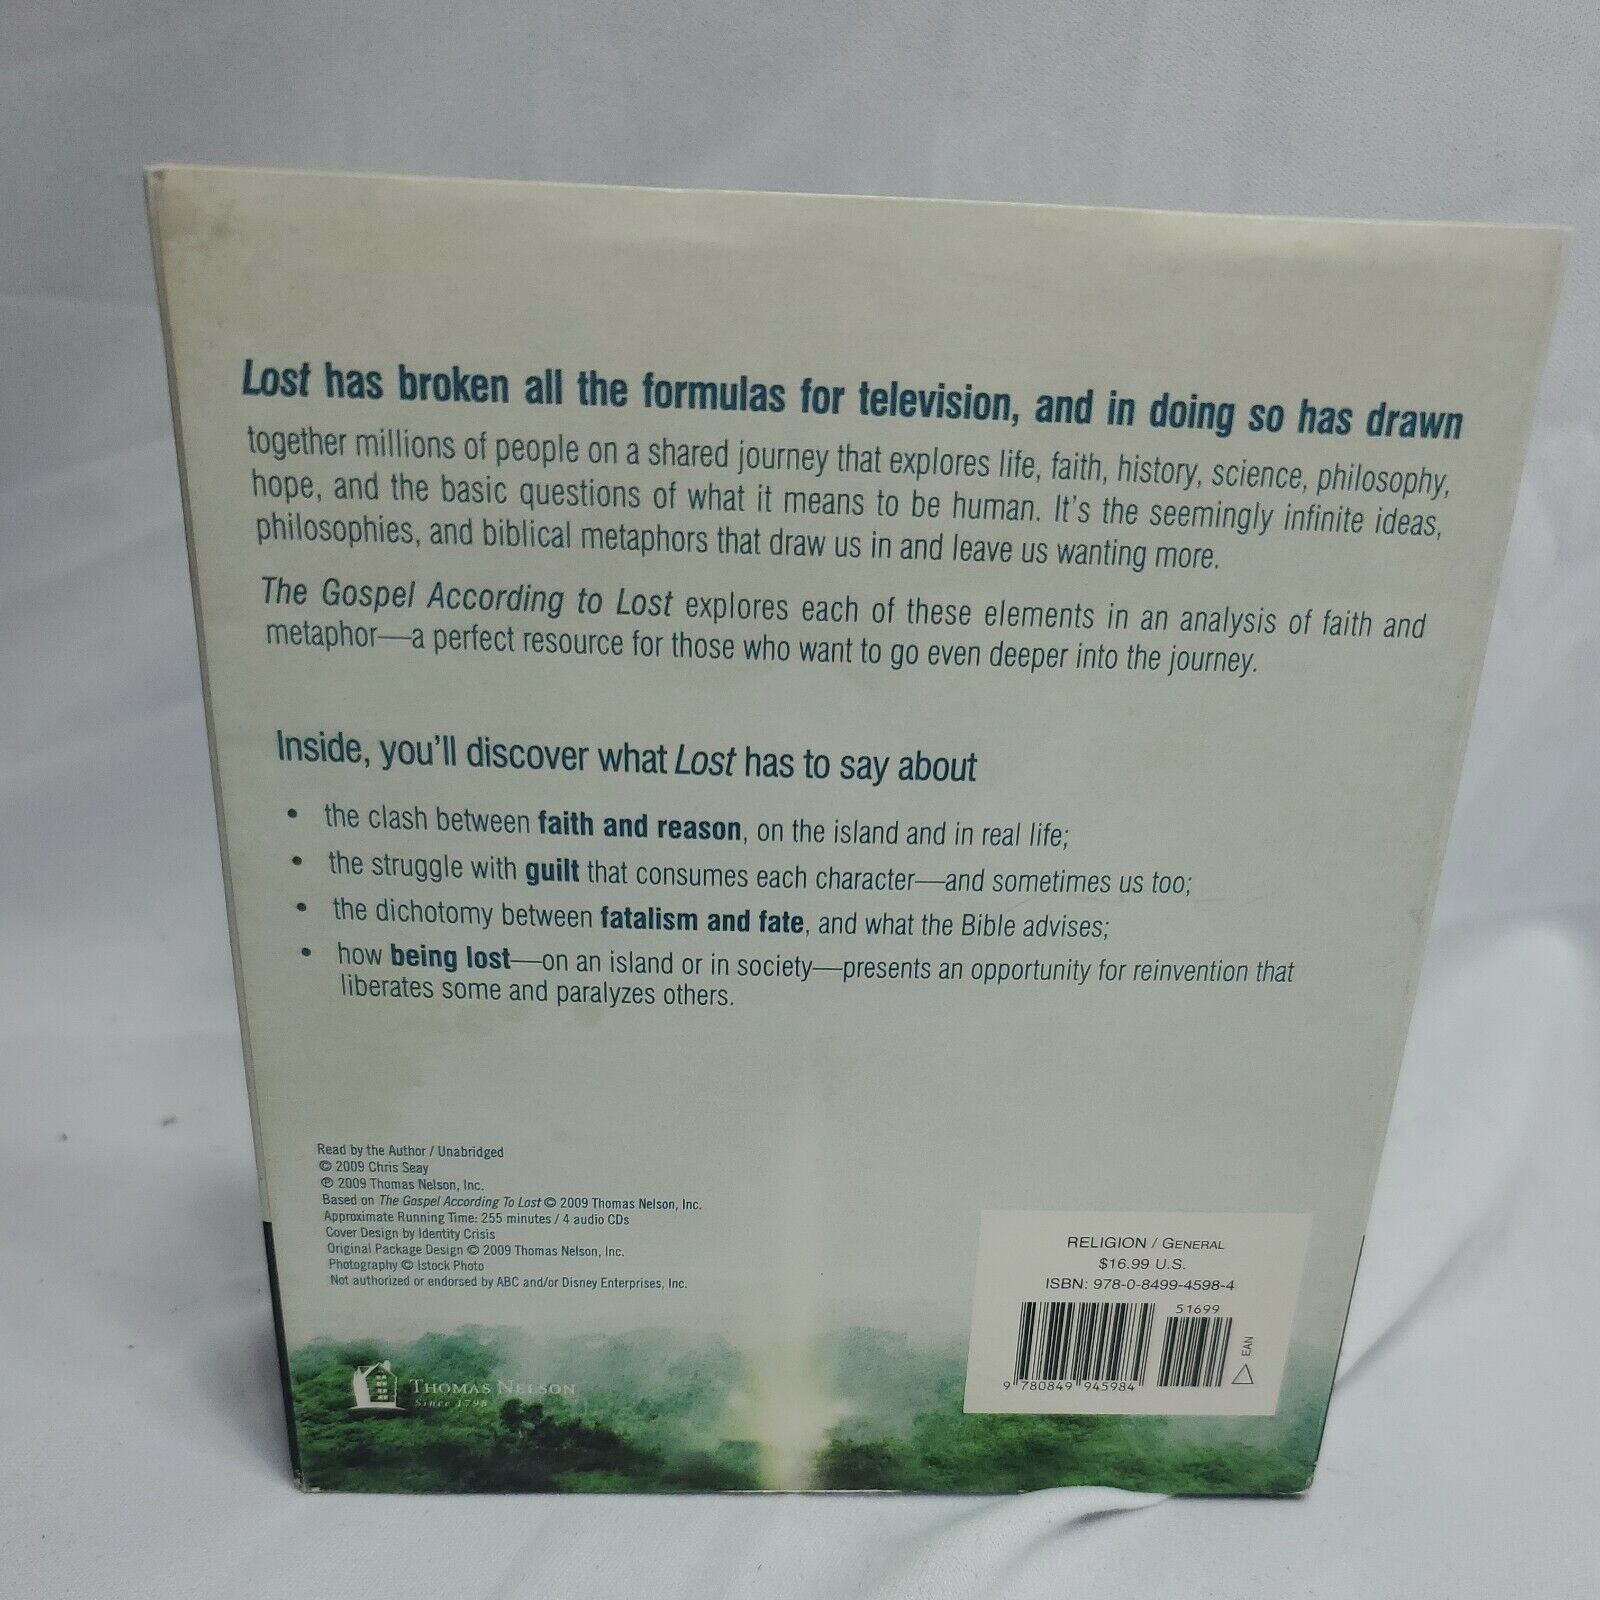 Lost has broken all the formulas for television, and in doing so has drawn
together millions of people on a shared journey that explores life, faith, history, science, philosophy,
hope, and the basic questions of what it means to be human. It's the seemingly infinite ideas,
philosophies, and biblical metaphors that draw us in and leave us wanting more.
The Gospel According to Lost explores each of these elements in an analysis of faith and
metaphor—a perfect resource for those who want to go even deeper into the journey.
Inside, you'll discover what Lost has to say about
• the clash between faith and reason, on the island and in real life;
• the struggle with guilt that consumes each character—and sometimes us too;
• the dichotomy between fatalism and fate, and what the Bible advises;
• how being lost—on an island or in society—presents an opportunity for reinvention that
liberates some and paralyzes others.
Read by the Author / Unabridged
© 2009 Chris Seay
℗ 2009 Thomas Nelson, Inc.
Based on The Gospel According To Lost © 2009 Thomas Nelson, Inc.
Approximate Running Time: 255 minutes / 4 audio CDs
Cover Design by Identity Crisis
Original Package Design © 2009 Thomas Nelson, Inc.
Photography © Istock Photo
Not authorized or endorsed by ABC and/or Disney Enterprises, Inc.
THOMAS NELSON
Since 1798
RELIGION / GENERAL
$16.99 U.S.
ISBN: 978-0-8499-4598-4
51699
EAN
9 780849 945984